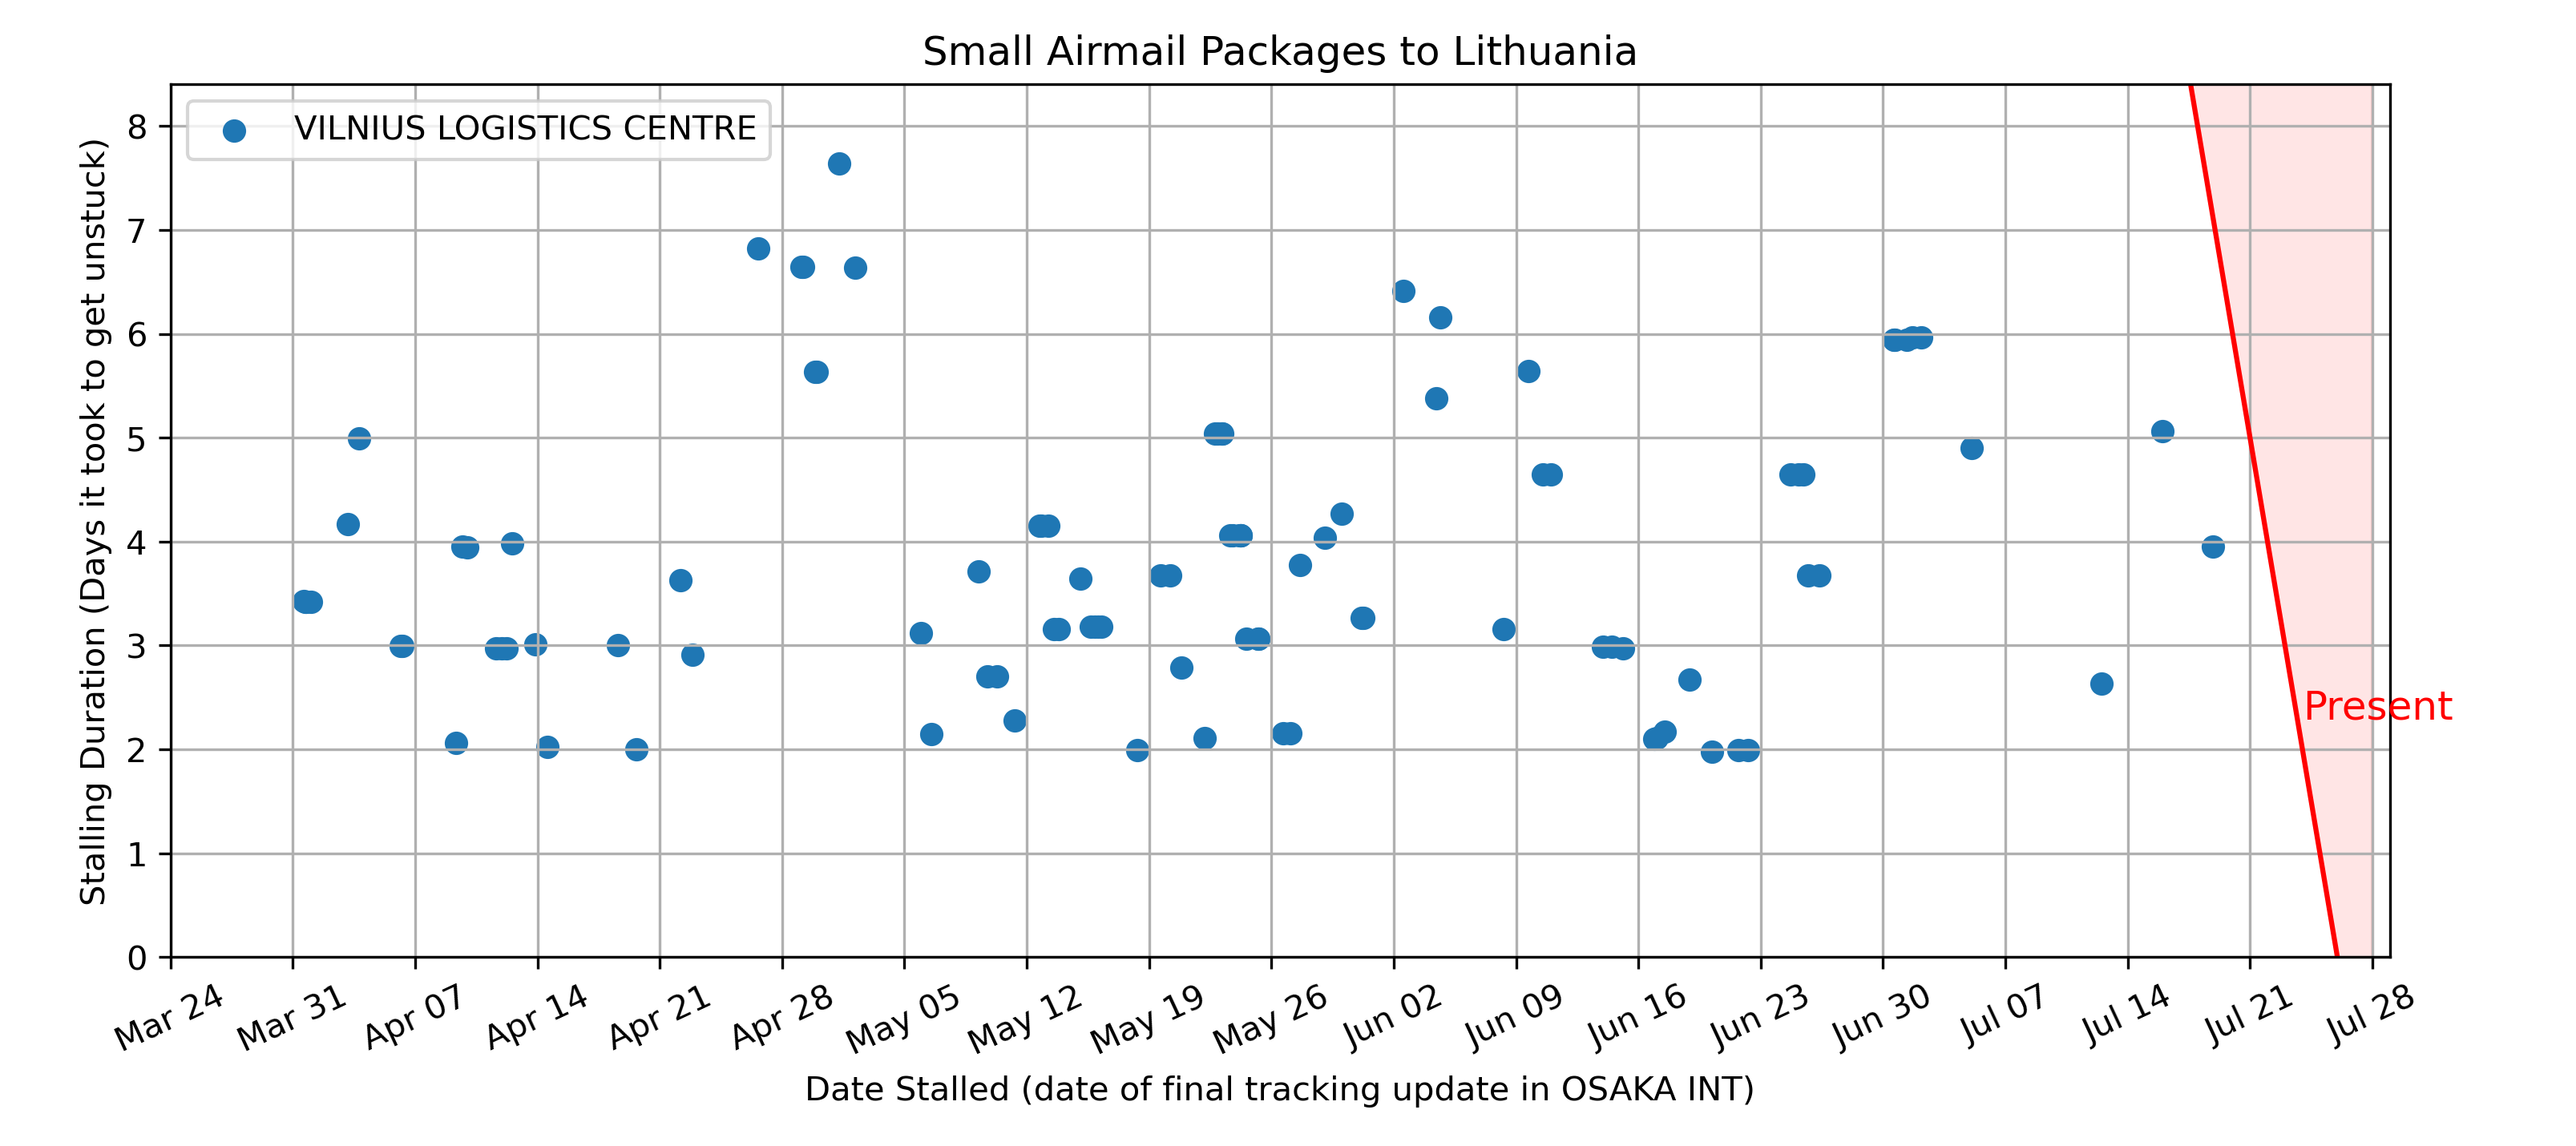 Small Airmail Packages to Lithuania
VILNIUS LOGISTICS CENTRE
Stalling Duration (Days it took to get unstuck)
8
7
6
5
4
3
2
1
0
Present
Mar 24
Mar 31
Apr 07
Apr 14
Apr 21
Apr 28
May 05
May 12
May 19
May 26
Jun 02
Jun 09
Jun 16
Jun 23
Jun 30
Jul 07
Jul 14
Jul 21
Jul 28
Date Stalled (date of final tracking update in OSAKA INT)